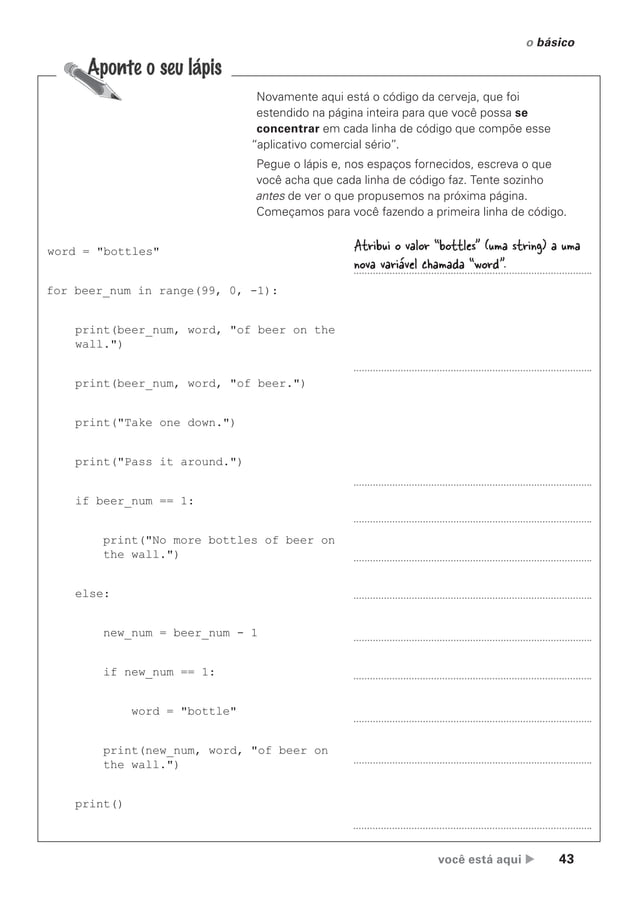 o básico
Aponte o seu lápis
Novamente aqui está o código da cerveja, que foi
estendido na página inteira para que você possa se
concentrar em cada linha de código que compõe esse
“aplicativo comercial sério”.
Pegue o lápis e, nos espaços fornecidos, escreva o que
você acha que cada linha de código faz. Tente sozinho
antes de ver o que propusemos na próxima página.
Começamos para você fazendo a primeira linha de código.
word = "bottles"
Atribui o valor “bottles” (uma string) a uma
nova variável chamada “word”.
for beer_num in range(99, 0, -1):
print(beer_num, word, "of beer on the
wall.")
print(beer_num, word, "of beer.")
print("Take one down.")
print("Pass it around.")
if beer_num == 1:
print("No more bottles of beer on
the wall.")
else:
new_num = beer_num - 1
if new_num == 1:
word = "bottle"
print(new_num, word, "of beer on
the wall.")
print()
você está aqui ▶ 43